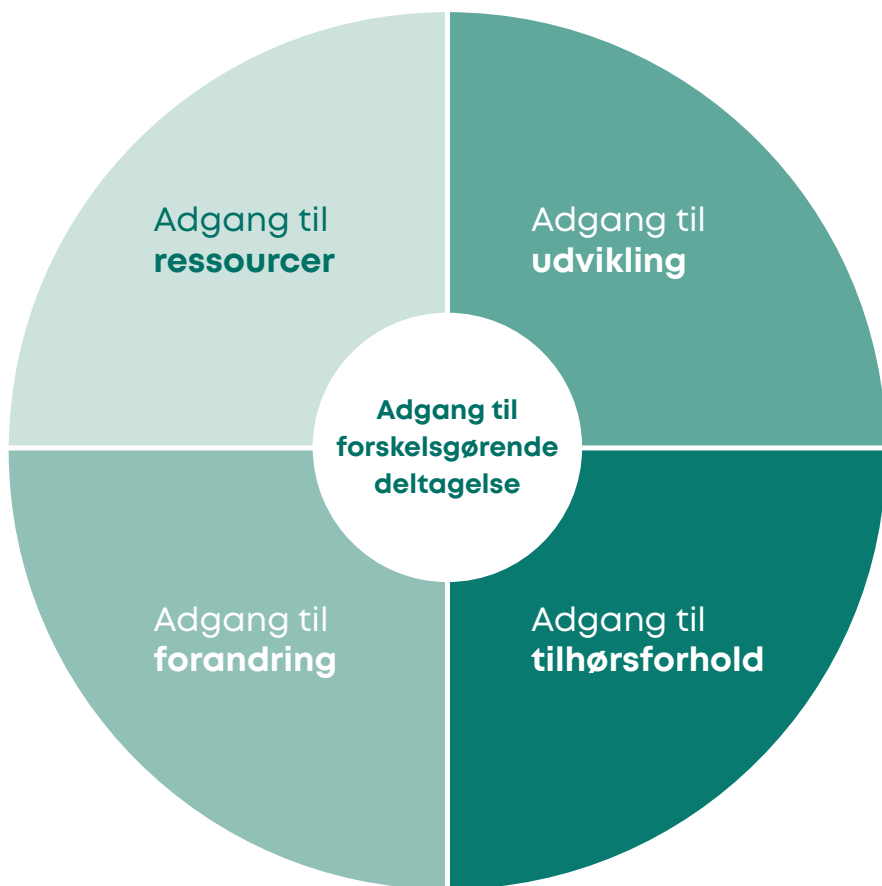 Adgang til
ressourcer
Adgang til
udvikling
Adgang til
forskelsgørende
deltagelse
Adgang til
forandring
Adgang til
tilhørsforhold